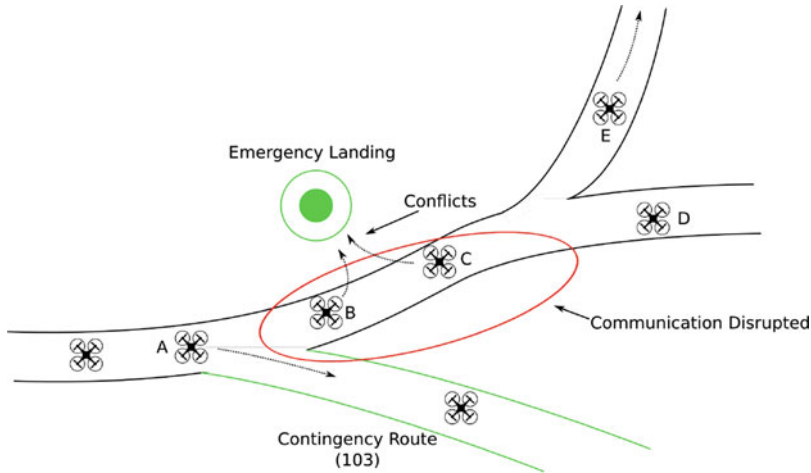 E
Emergency Landing
Conflicts
D
C
B
Communication Disrupted
A
Contingency Route
(103)